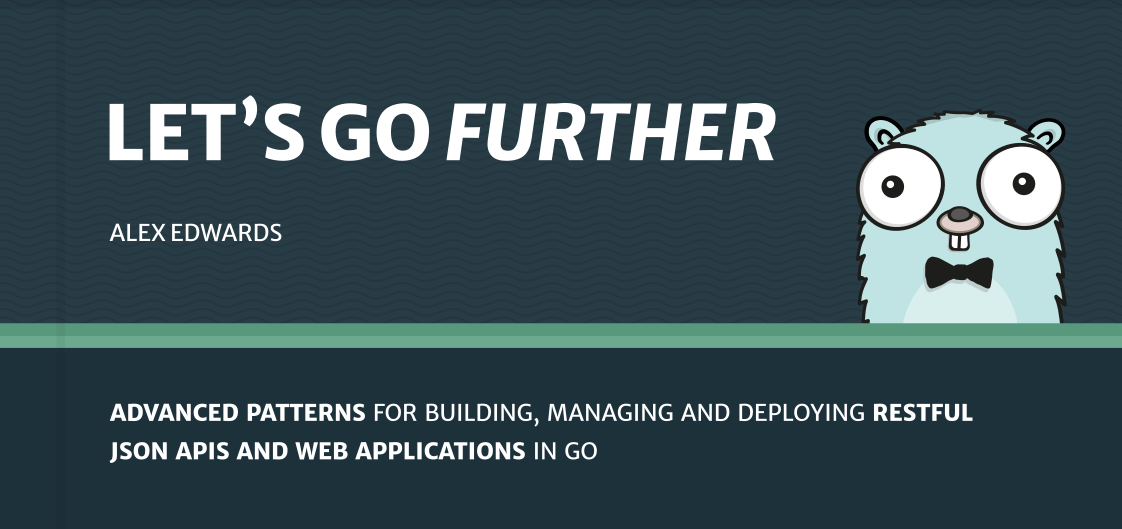 LET’S GO FURTHER
ALEX EDWARDS
ADVANCED PATTERNS FOR BUILDING, MANAGING AND DEPLOYING RESTFUL
JSON APIS AND WEB APPLICATIONS IN GO